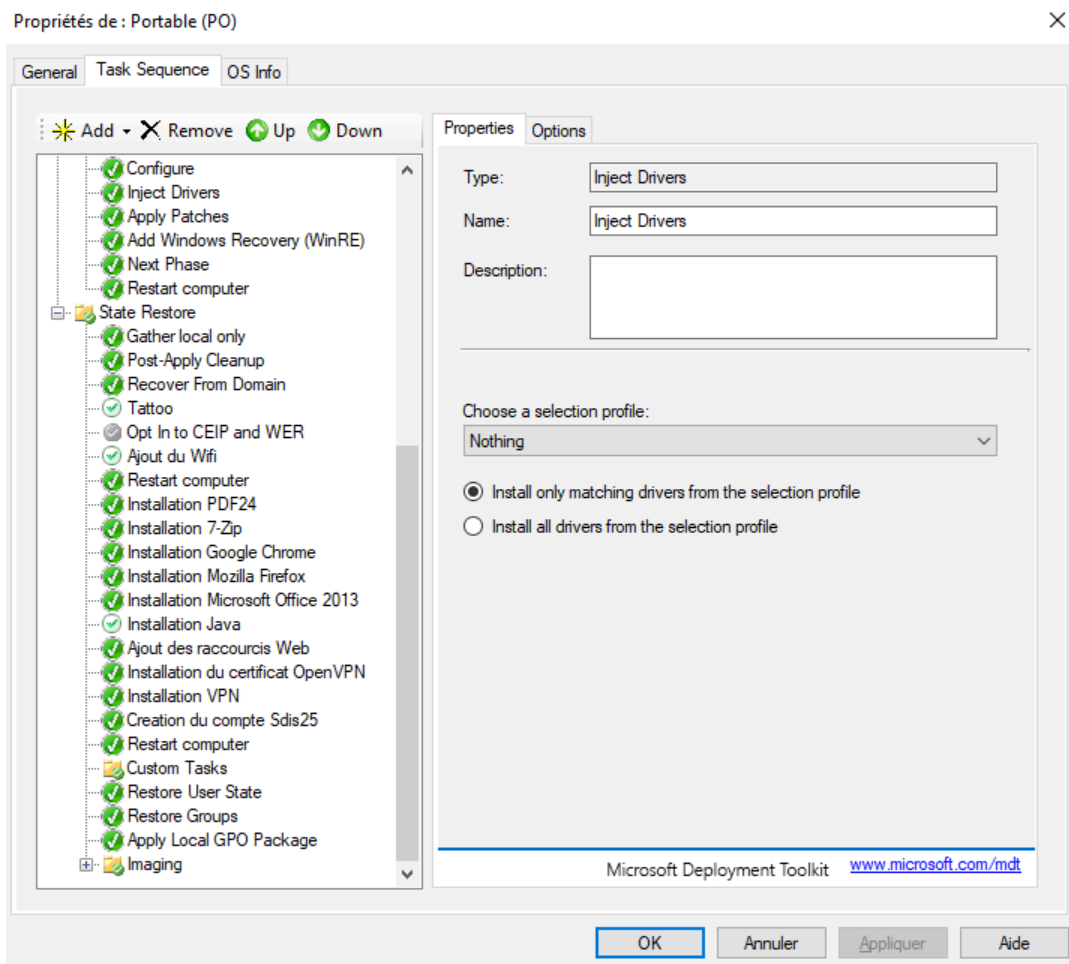 Propriétés de : Portable (PO)
General Task Sequence OS Info
Add Remove Up Down
Configure
Inject Drivers
Apply Patches
Add Windows Recovery (WinRE)
Next Phase
Restart computer
State Restore
Gather local only
Post-Apply Cleanup
Recover From Domain
Tattoo
Opt In to CEIP and WER
Ajout du Wifi
Restart computer
Installation PDF24
Installation 7-Zip
Installation Google Chrome
Installation Mozilla Firefox
Installation Microsoft Office 2013
Installation Java
Ajout des raccourcis Web
Installation du certificat OpenVPN
Installation VPN
Creation du compte Sdis25
Restart computer
Custom Tasks
Restore User State
Restore Groups
Apply Local GPO Package
Imaging
Properties Options
Type: Inject Drivers
Name: Inject Drivers
Description:
Choose a selection profile:
Nothing
Install only matching drivers from the selection profile
Install all drivers from the selection profile
Microsoft Deployment Toolkit www.microsoft.com/mdt
OK Annuler Appliquer Aide